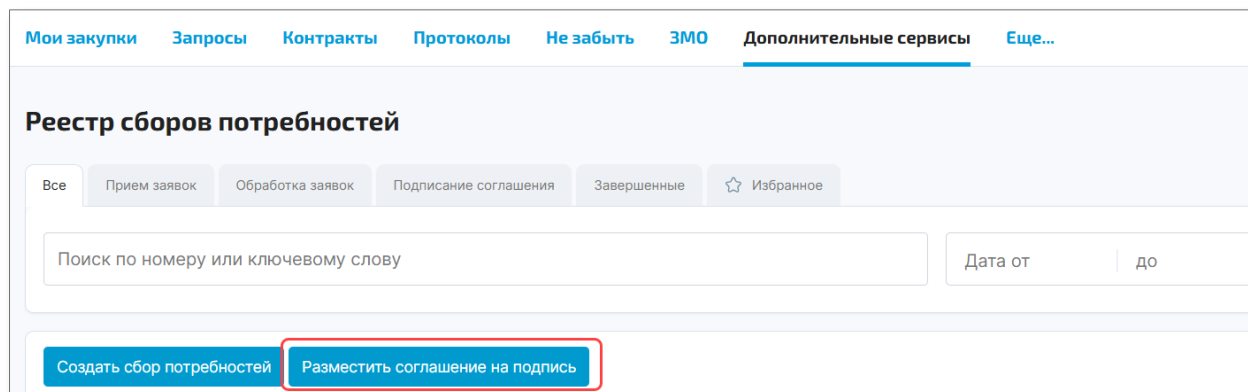 Мои закупки Запросы Контракты Протоколы Не забыть ЗМО Дополнительные сервисы Еще...
Реестр сборов потребностей
Все Прием заявок Обработка заявок Подписание соглашения Завершенные Избранное
Поиск по номеру или ключевому слову Дата от до
Создать сбор потребностей Разместить соглашение на подпись